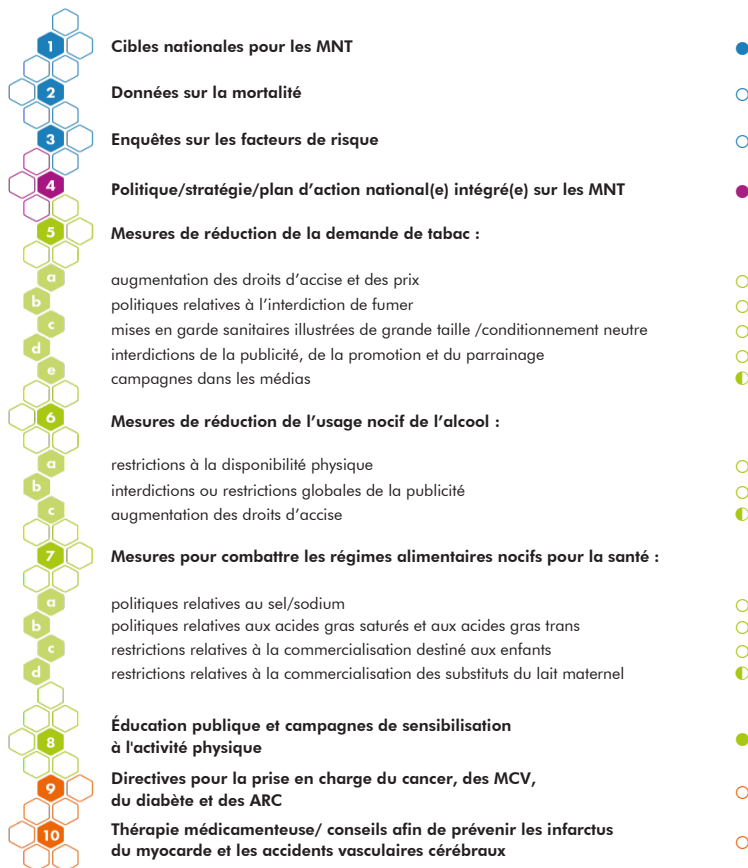 1 Cibles nationales pour les MNT
2 Données sur la mortalité
3 Enquêtes sur les facteurs de risque
4 Politique/stratégie/plan d'action national(e) intégré(e) sur les MNT
5 Mesures de réduction de la demande de tabac :
a augmentation des droits d'accise et des prix
b politiques relatives à l'interdiction de fumer
c mises en garde sanitaires illustrées de grande taille /conditionnement neutre
d interdictions de la publicité, de la promotion et du parrainage
e campagnes dans les médias
6 Mesures de réduction de l'usage nocif de l'alcool :
a restrictions à la disponibilité physique
b interdictions ou restrictions globales de la publicité
c augmentation des droits d'accise
7 Mesures pour combattre les régimes alimentaires nocifs pour la santé :
a politiques relatives au sel/sodium
b politiques relatives aux acides gras saturés et aux acides gras trans
c restrictions relatives à la commercialisation destiné aux enfants
d restrictions relatives à la commercialisation des substituts du lait maternel
8 Éducation publique et campagnes de sensibilisation
à l'activité physique
9 Directives pour la prise en charge du cancer, des MCV,
du diabète et des ARC
10 Thérapie médicamenteuse/ conseils afin de prévenir les infarctus
du myocarde et les accidents vasculaires cérébraux